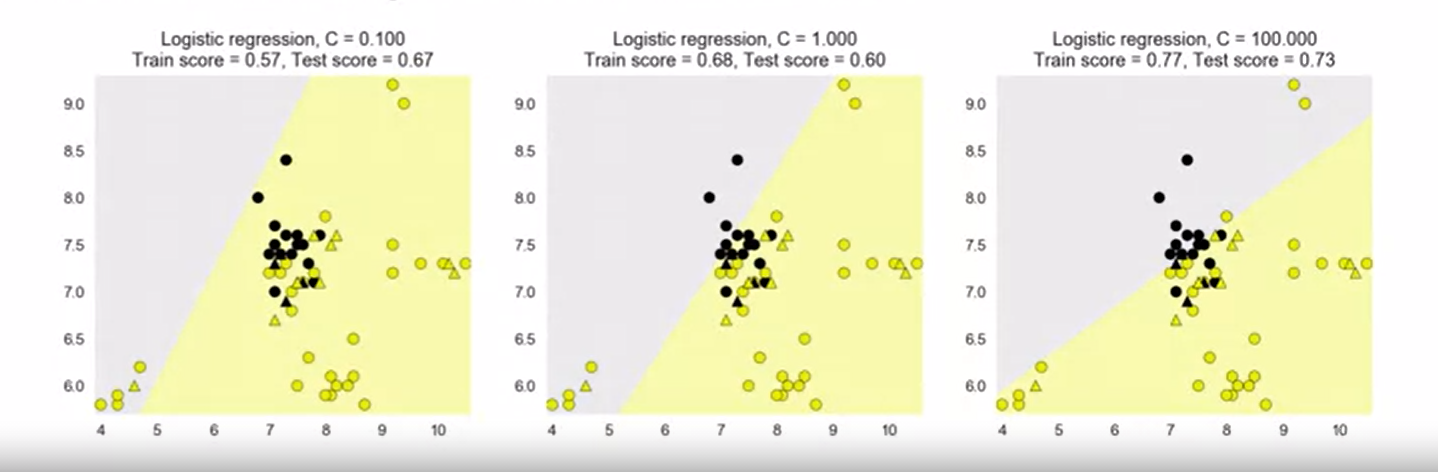 Logistic regression, C = 0.100
Train score = 0.57, Test score = 0.67
9.0
8.5
8.0
7.5
7.0
6.5
6.0
4 5 6 7 8 9 10
Logistic regression, C = 1.000
Train score = 0.68, Test score = 0.60
9.0
8.5
8.0
7.5
7.0
6.5
6.0
4 5 6 7 8 9 10
Logistic regression, C = 100.000
Train score = 0.77, Test score = 0.73
9.0
8.5
8.0
7.5
7.0
6.5
6.0
4 5 6 7 8 9 10